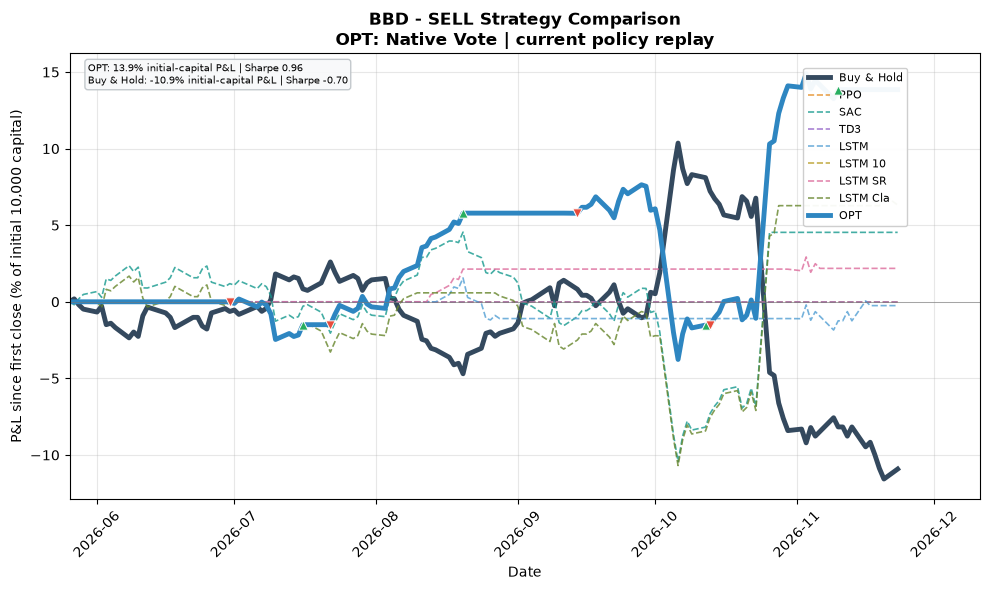 BBD - SELL Strategy Comparison
OPT: Native Vote | current policy replay
OPT: 13.9% initial-capital P&L | Sharpe 0.96
Buy & Hold: -10.9% initial-capital P&L | Sharpe -0.70
Buy & Hold
PPO
SAC
TD3
LSTM
LSTM 10
LSTM SR
LSTM Cla
OPT
P&L since first close (% of initial 10,000 capital)
15
10
5
0
−5
−10
2026-06
2026-07
2026-08
2026-09
2026-10
2026-11
2026-12
Date